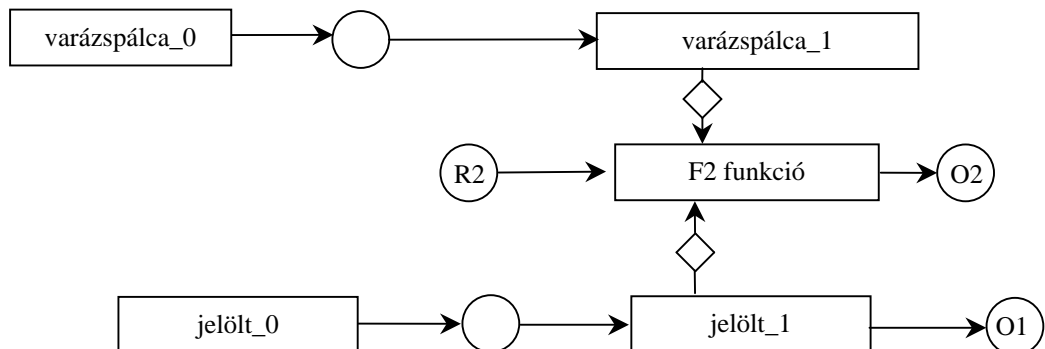 varázspálca_0
varázspálca_1
R2
F2 funkció
O2
jelölt_0
jelölt_1
O1